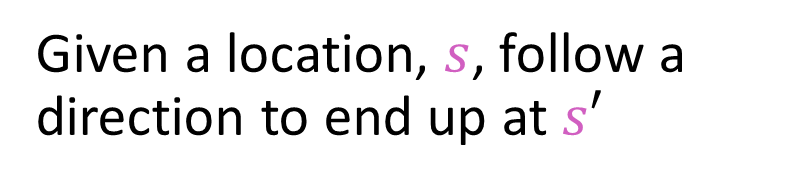 Given a location, s, follow a
direction to end up at s′